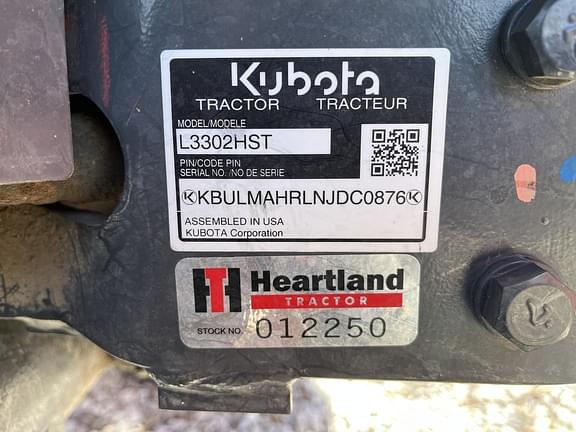 Kubota
TRACTOR TRACTEUR
MODEL/MODELE
L3302HST
PIN/CODE PIN
SERIAL NO. /NO DE SERIE
KBULMAHRLNJDC0876
ASSEMBLED IN USA
KUBOTA Corporation
HTH Heartland
TRACTOR
STOCK NO. 012250